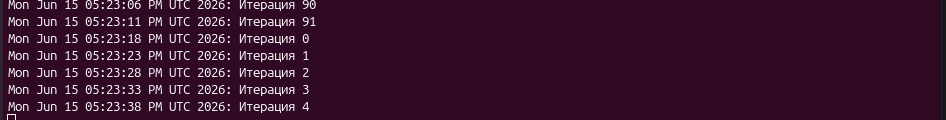 Mon Jun 15 05:23:06 PM UTC 2026: Итерация 90
Mon Jun 15 05:23:11 PM UTC 2026: Итерация 91
Mon Jun 15 05:23:18 PM UTC 2026: Итерация 0
Mon Jun 15 05:23:23 PM UTC 2026: Итерация 1
Mon Jun 15 05:23:28 PM UTC 2026: Итерация 2
Mon Jun 15 05:23:33 PM UTC 2026: Итерация 3
Mon Jun 15 05:23:38 PM UTC 2026: Итерация 4